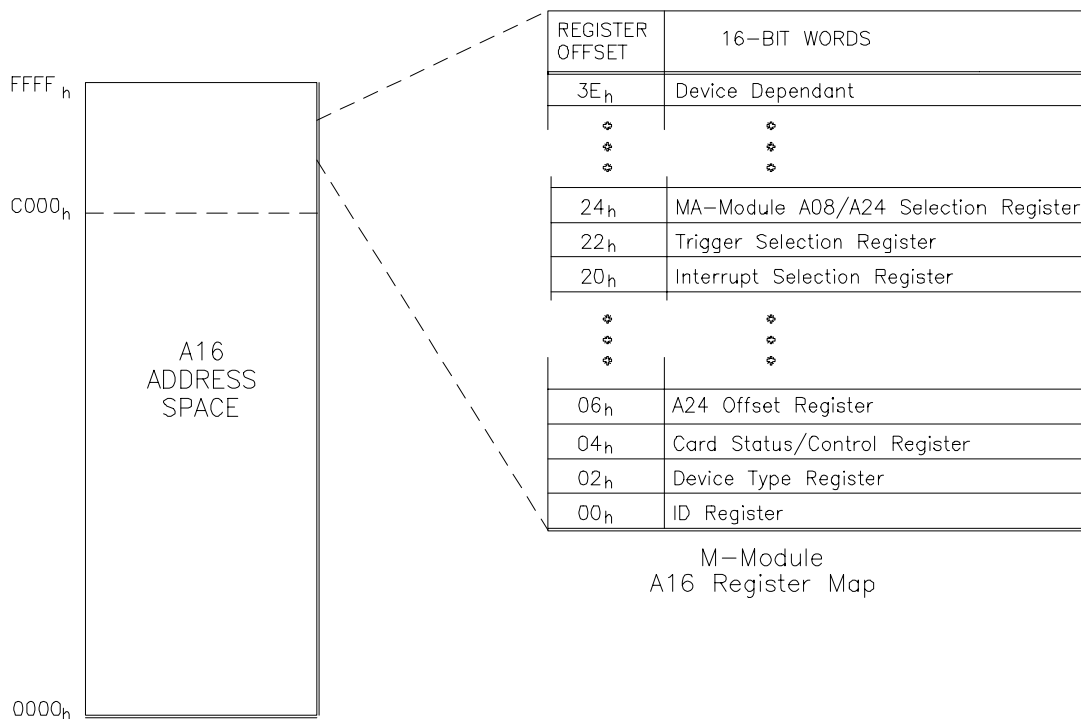 FFFF h
C000h
A16
ADDRESS
SPACE
0000h
REGISTER
OFFSET
16-BIT WORDS
3Eh Device Dependant
24h MA-Module A08/A24 Selection Register
22h Trigger Selection Register
20h Interrupt Selection Register
06h A24 Offset Register
04h Card Status/Control Register
02h Device Type Register
00h ID Register
M-Module
A16 Register Map